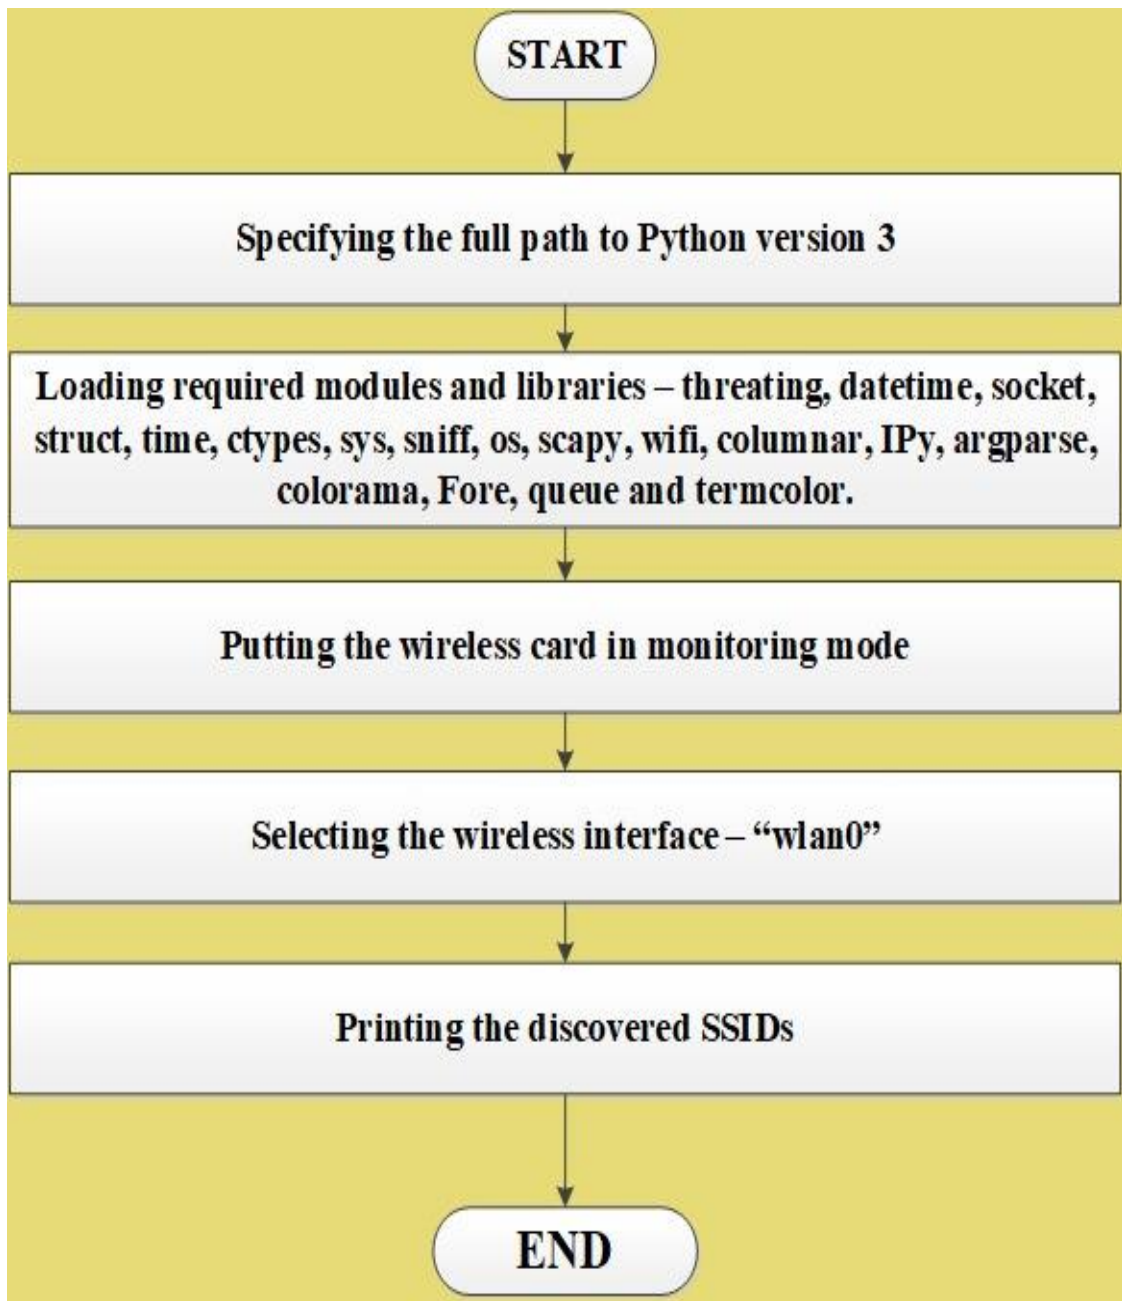 START
Specifying the full path to Python version 3
Loading required modules and libraries – threating, datetime, socket,
struct, time, ctypes, sys, sniff, os, scapy, wifi, columnar, IPy, argparse,
colorama, Fore, queue and termcolor.
Putting the wireless card in monitoring mode
Selecting the wireless interface – “wlan0”
Printing the discovered SSIDs
END